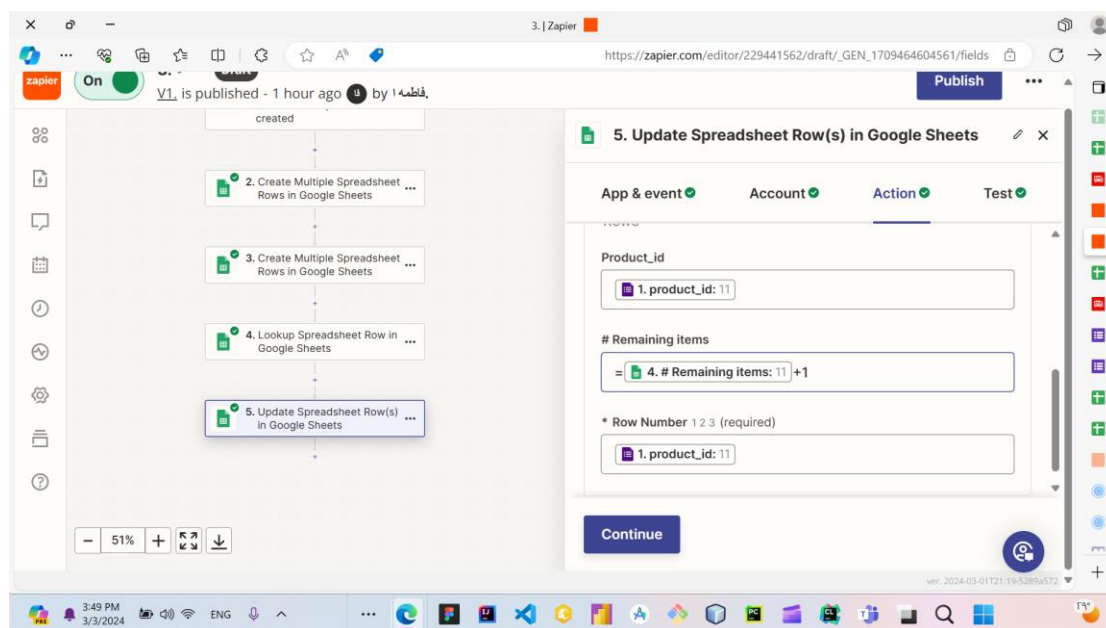 3. | Zapier
https://zapier.com/editor/229441562/draft/_GEN_1709464604561/fields
zapier
On
Publish
V1. is published - 1 hour ago by فاطمه ا.
created
2. Create Multiple Spreadsheet
Rows in Google Sheets
3. Create Multiple Spreadsheet
Rows in Google Sheets
4. Lookup Spreadsheet Row in
Google Sheets
5. Update Spreadsheet Row(s)
in Google Sheets
51%
5. Update Spreadsheet Row(s) in Google Sheets
App & event
Account
Action
Test
Product_id
1. product_id: 11
# Remaining items
= 4. # Remaining items: 11 +1
* Row Number 1 2 3 (required)
1. product_id: 11
Continue
ver. 2024-03-01T21:19-5289a572
3:49 PM
3/3/2024
ENG